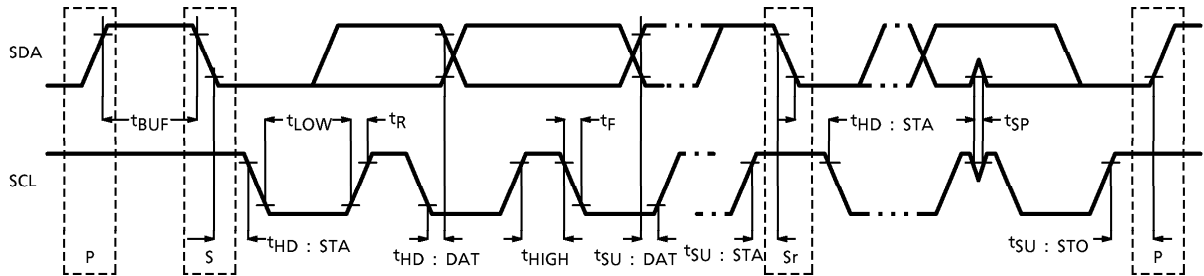 SDA
tBUF
tLOW
tR
tF
tHD : STA
tSP
SCL
P
S
tHD : STA
tHD : DAT
tHIGH
tSU : DAT
tSU : STA
Sr
tSU : STO
P